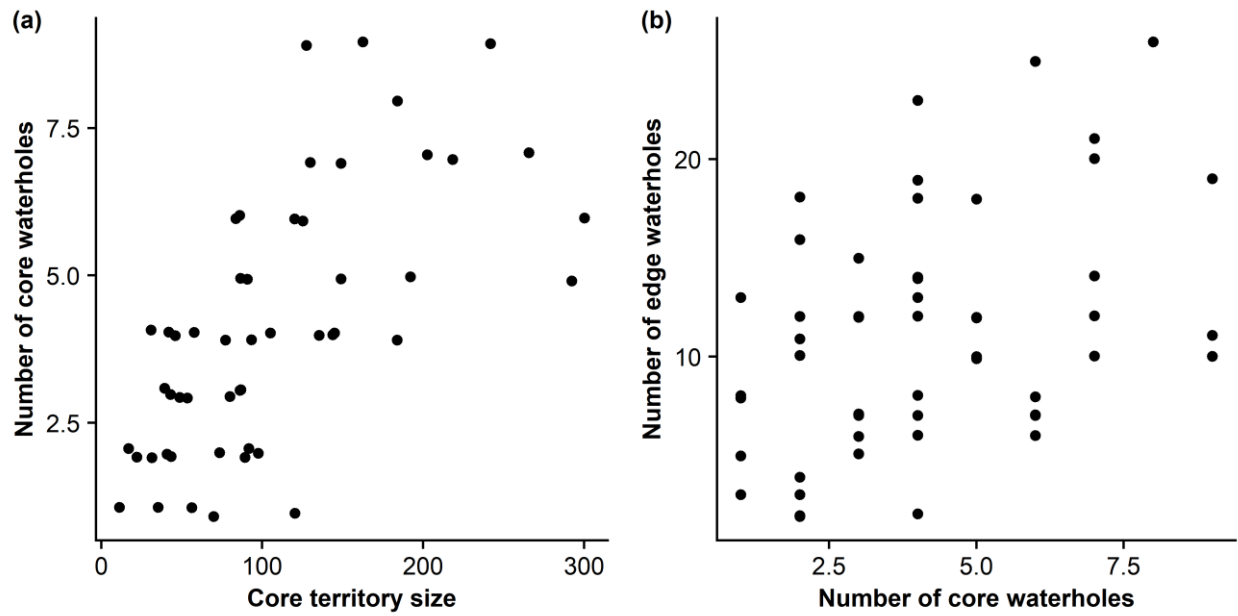 (a)
Number of core waterholes
7.5
5.0
2.5
0
100
200
300
Core territory size
(b)
Number of edge waterholes
20
10
2.5
5.0
7.5
Number of core waterholes